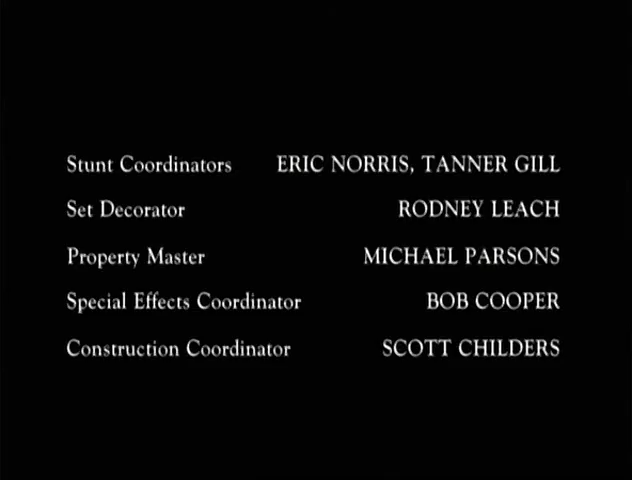 Stunt Coordinators ERIC NORRIS, TANNER GILL
Set Decorator RODNEY LEACH
Property Master MICHAEL PARSONS
Special Effects Coordinator BOB COOPER
Construction Coordinator SCOTT CHILDERS